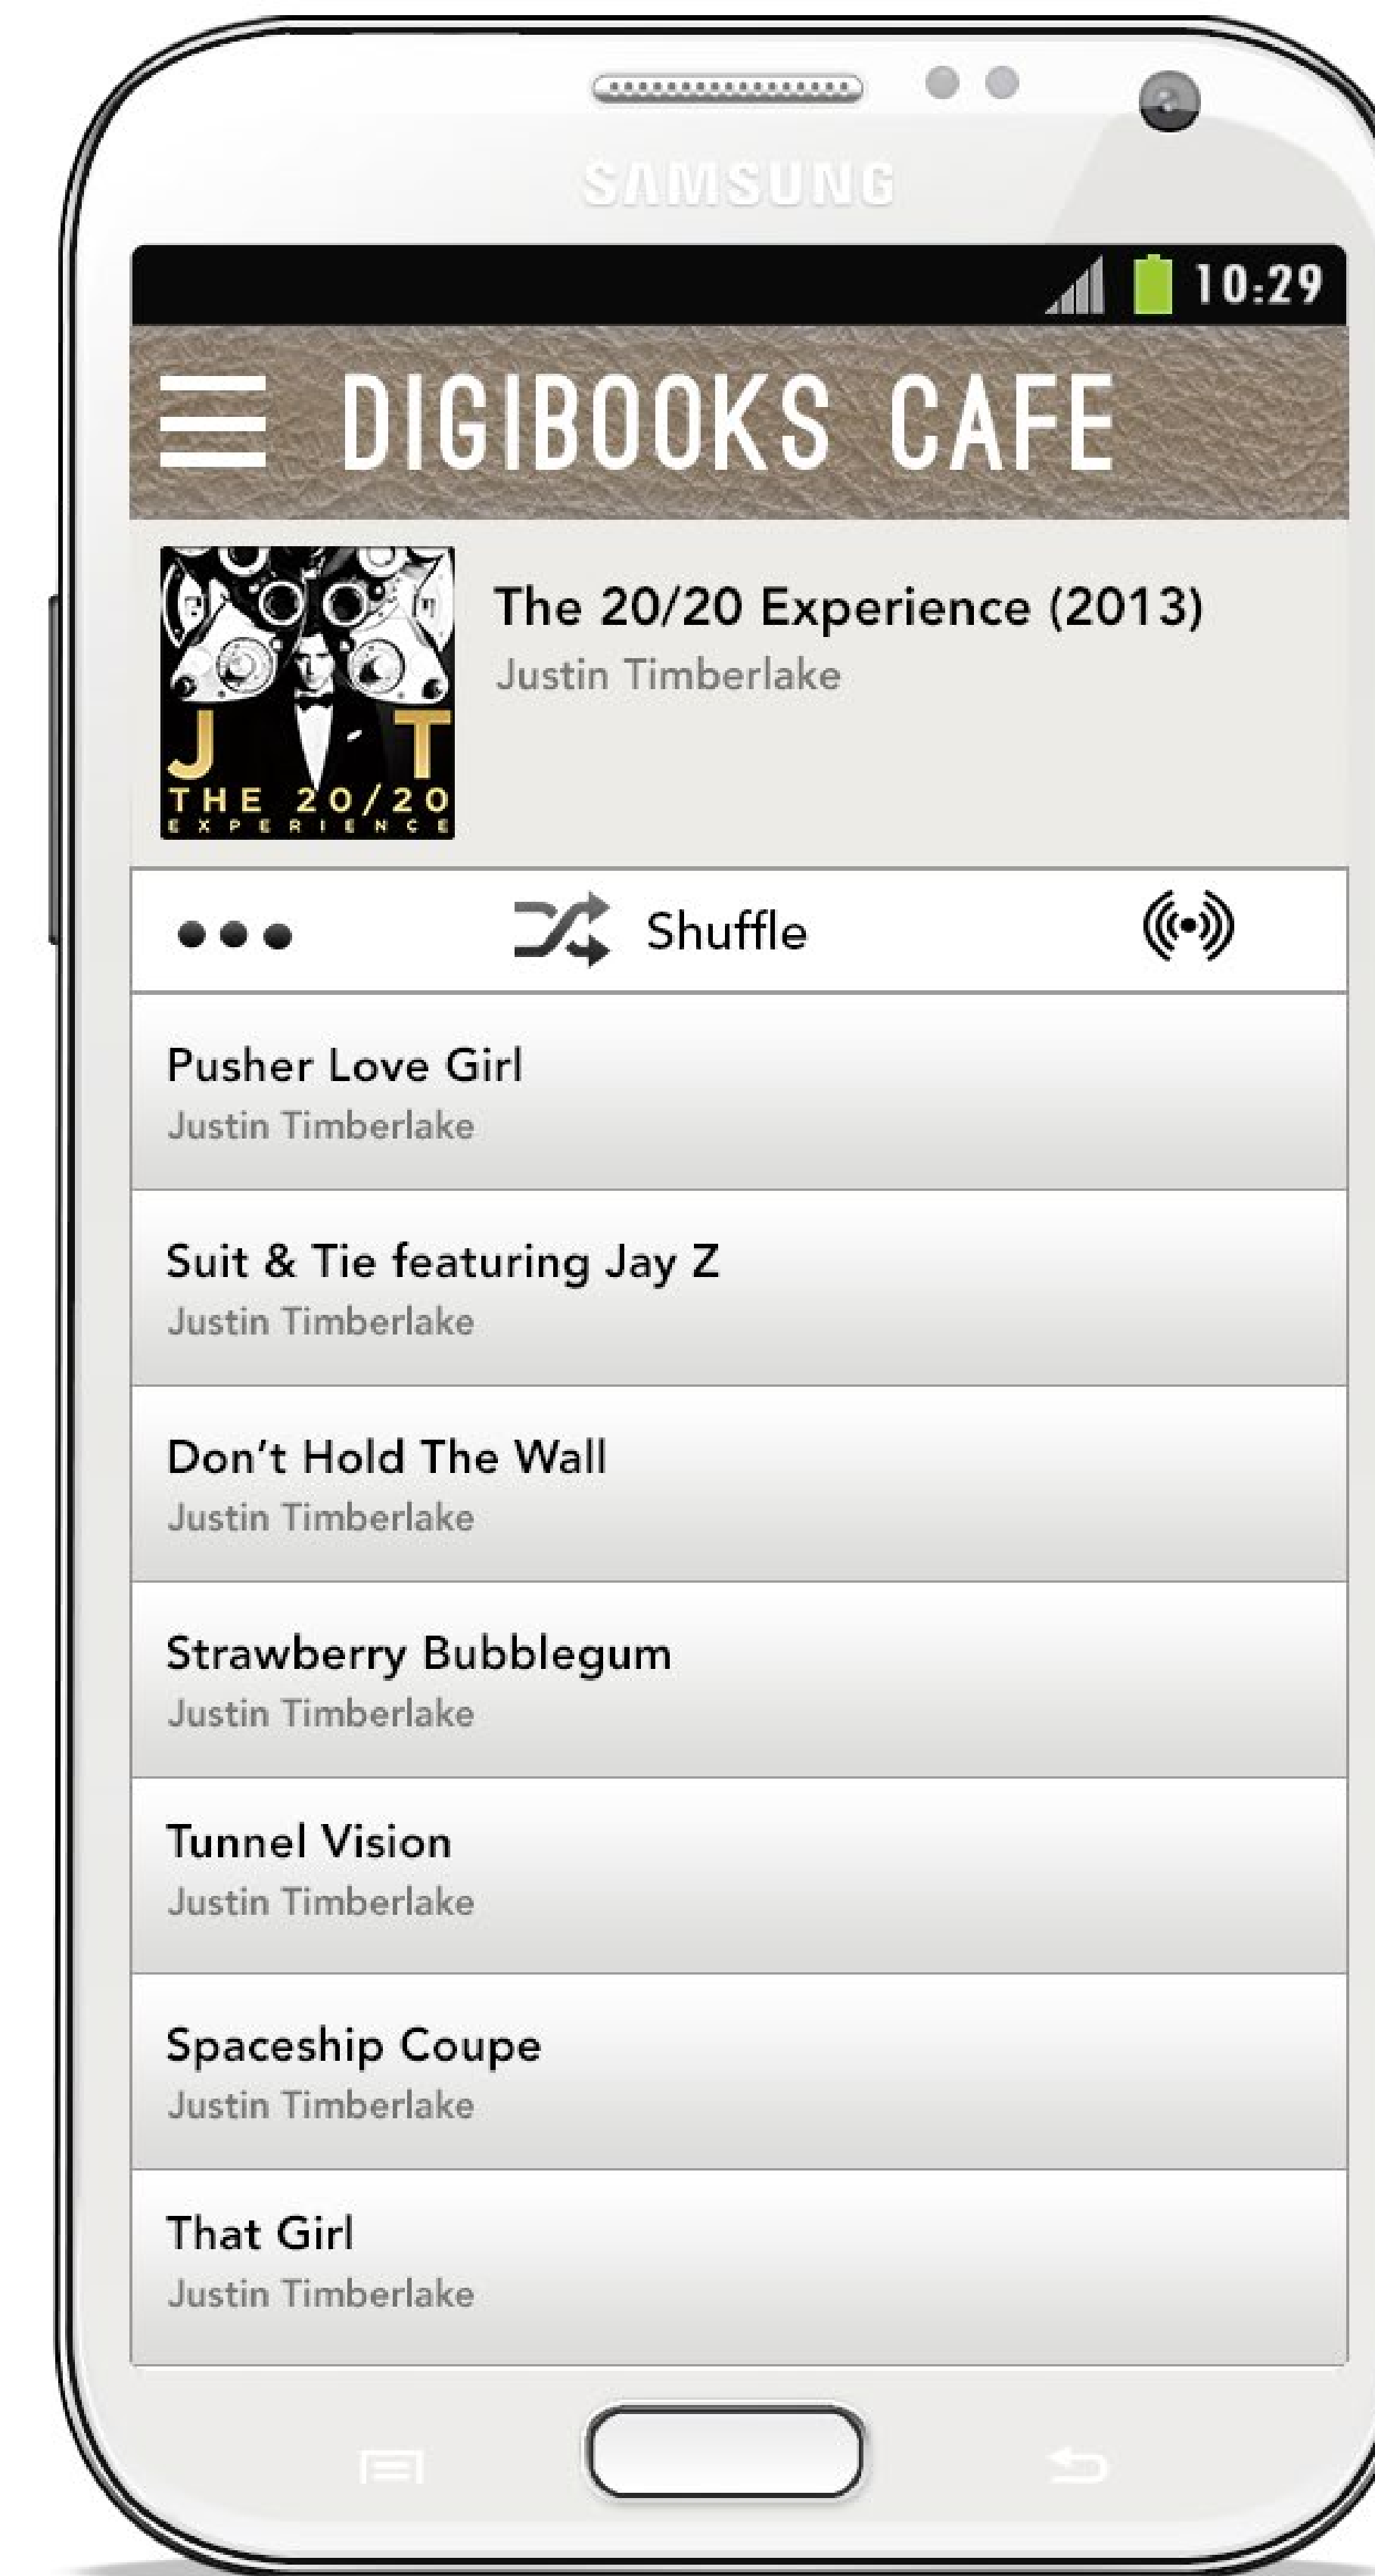 SAMSUNG
10:29
DIGIBOOKS CAFE
The 20/20 Experience (2013)
Justin Timberlake
J T
THE 20/20
EXPERIENCE
Shuffle
Pusher Love Girl
Justin Timberlake
Suit & Tie featuring Jay Z
Justin Timberlake
Don’t Hold The Wall
Justin Timberlake
Strawberry Bubblegum
Justin Timberlake
Tunnel Vision
Justin Timberlake
Spaceship Coupe
Justin Timberlake
That Girl
Justin Timberlake